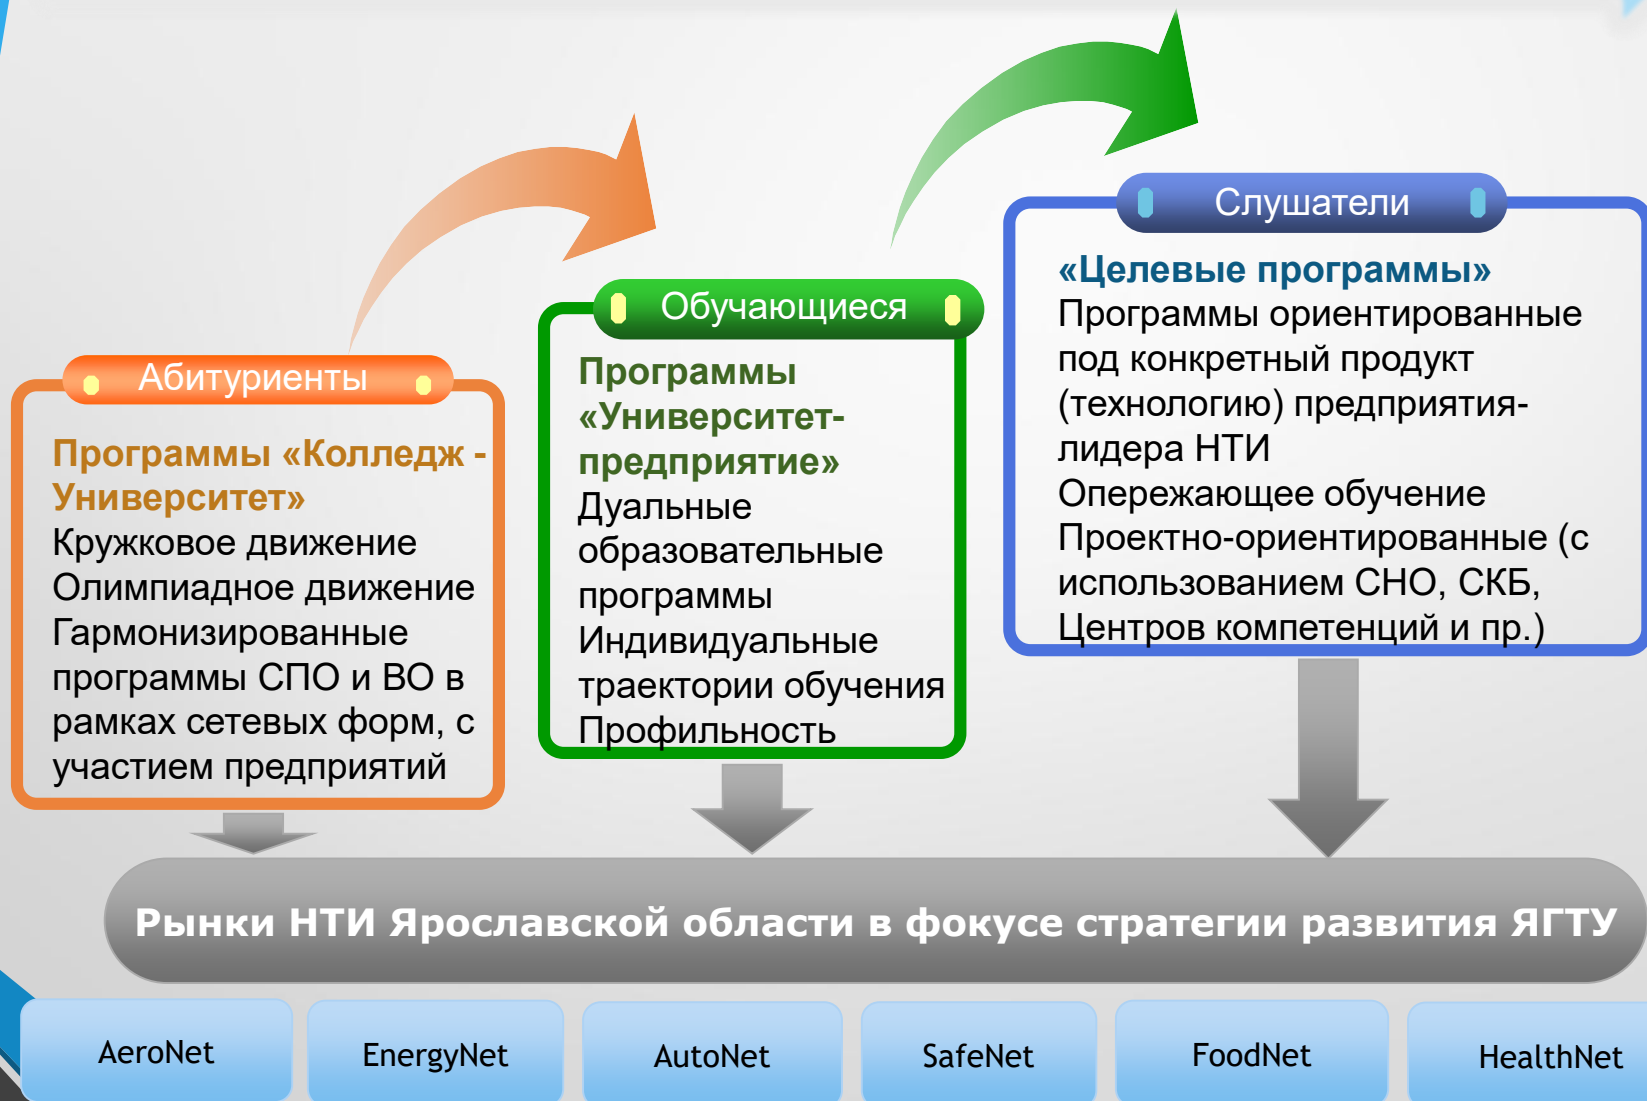 Абитуриенты
Программы «Колледж -
Университет»
Кружковое движение
Олимпиадное движение
Гармонизированные
программы СПО и ВО в
рамках сетевых форм, с
участием предприятий
Обучающиеся
Программы
«Университет-
предприятие»
Дуальные
образовательные
программы
Индивидуальные
траектории обучения
Профильность
Слушатели
«Целевые программы»
Программы ориентированные
под конкретный продукт
(технологию) предприятия-
лидера НТИ
Опережающее обучение
Проектно-ориентированные (с
использованием СНО, СКБ,
Центров компетенций и пр.)
Рынки НТИ Ярославской области в фокусе стратегии развития ЯГТУ
AeroNet
EnergyNet
AutoNet
SafeNet
FoodNet
HealthNet